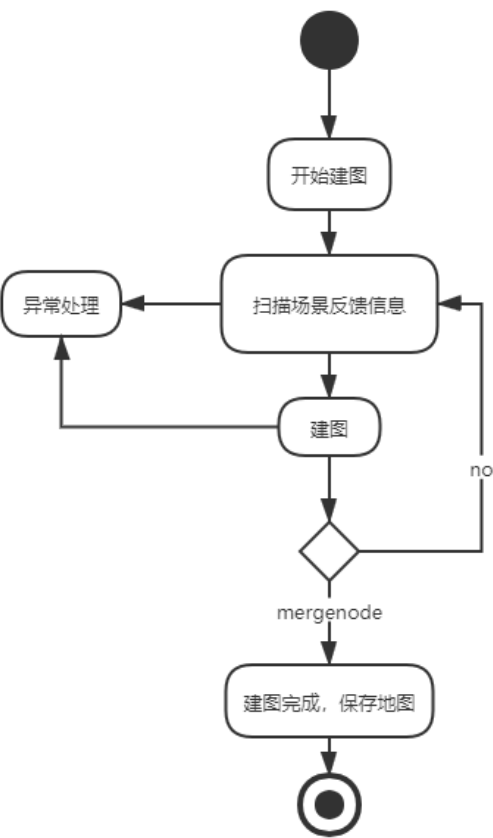 开始建图
异常处理
扫描场景反馈信息
建图
no
mergenode
建图完成，保存地图